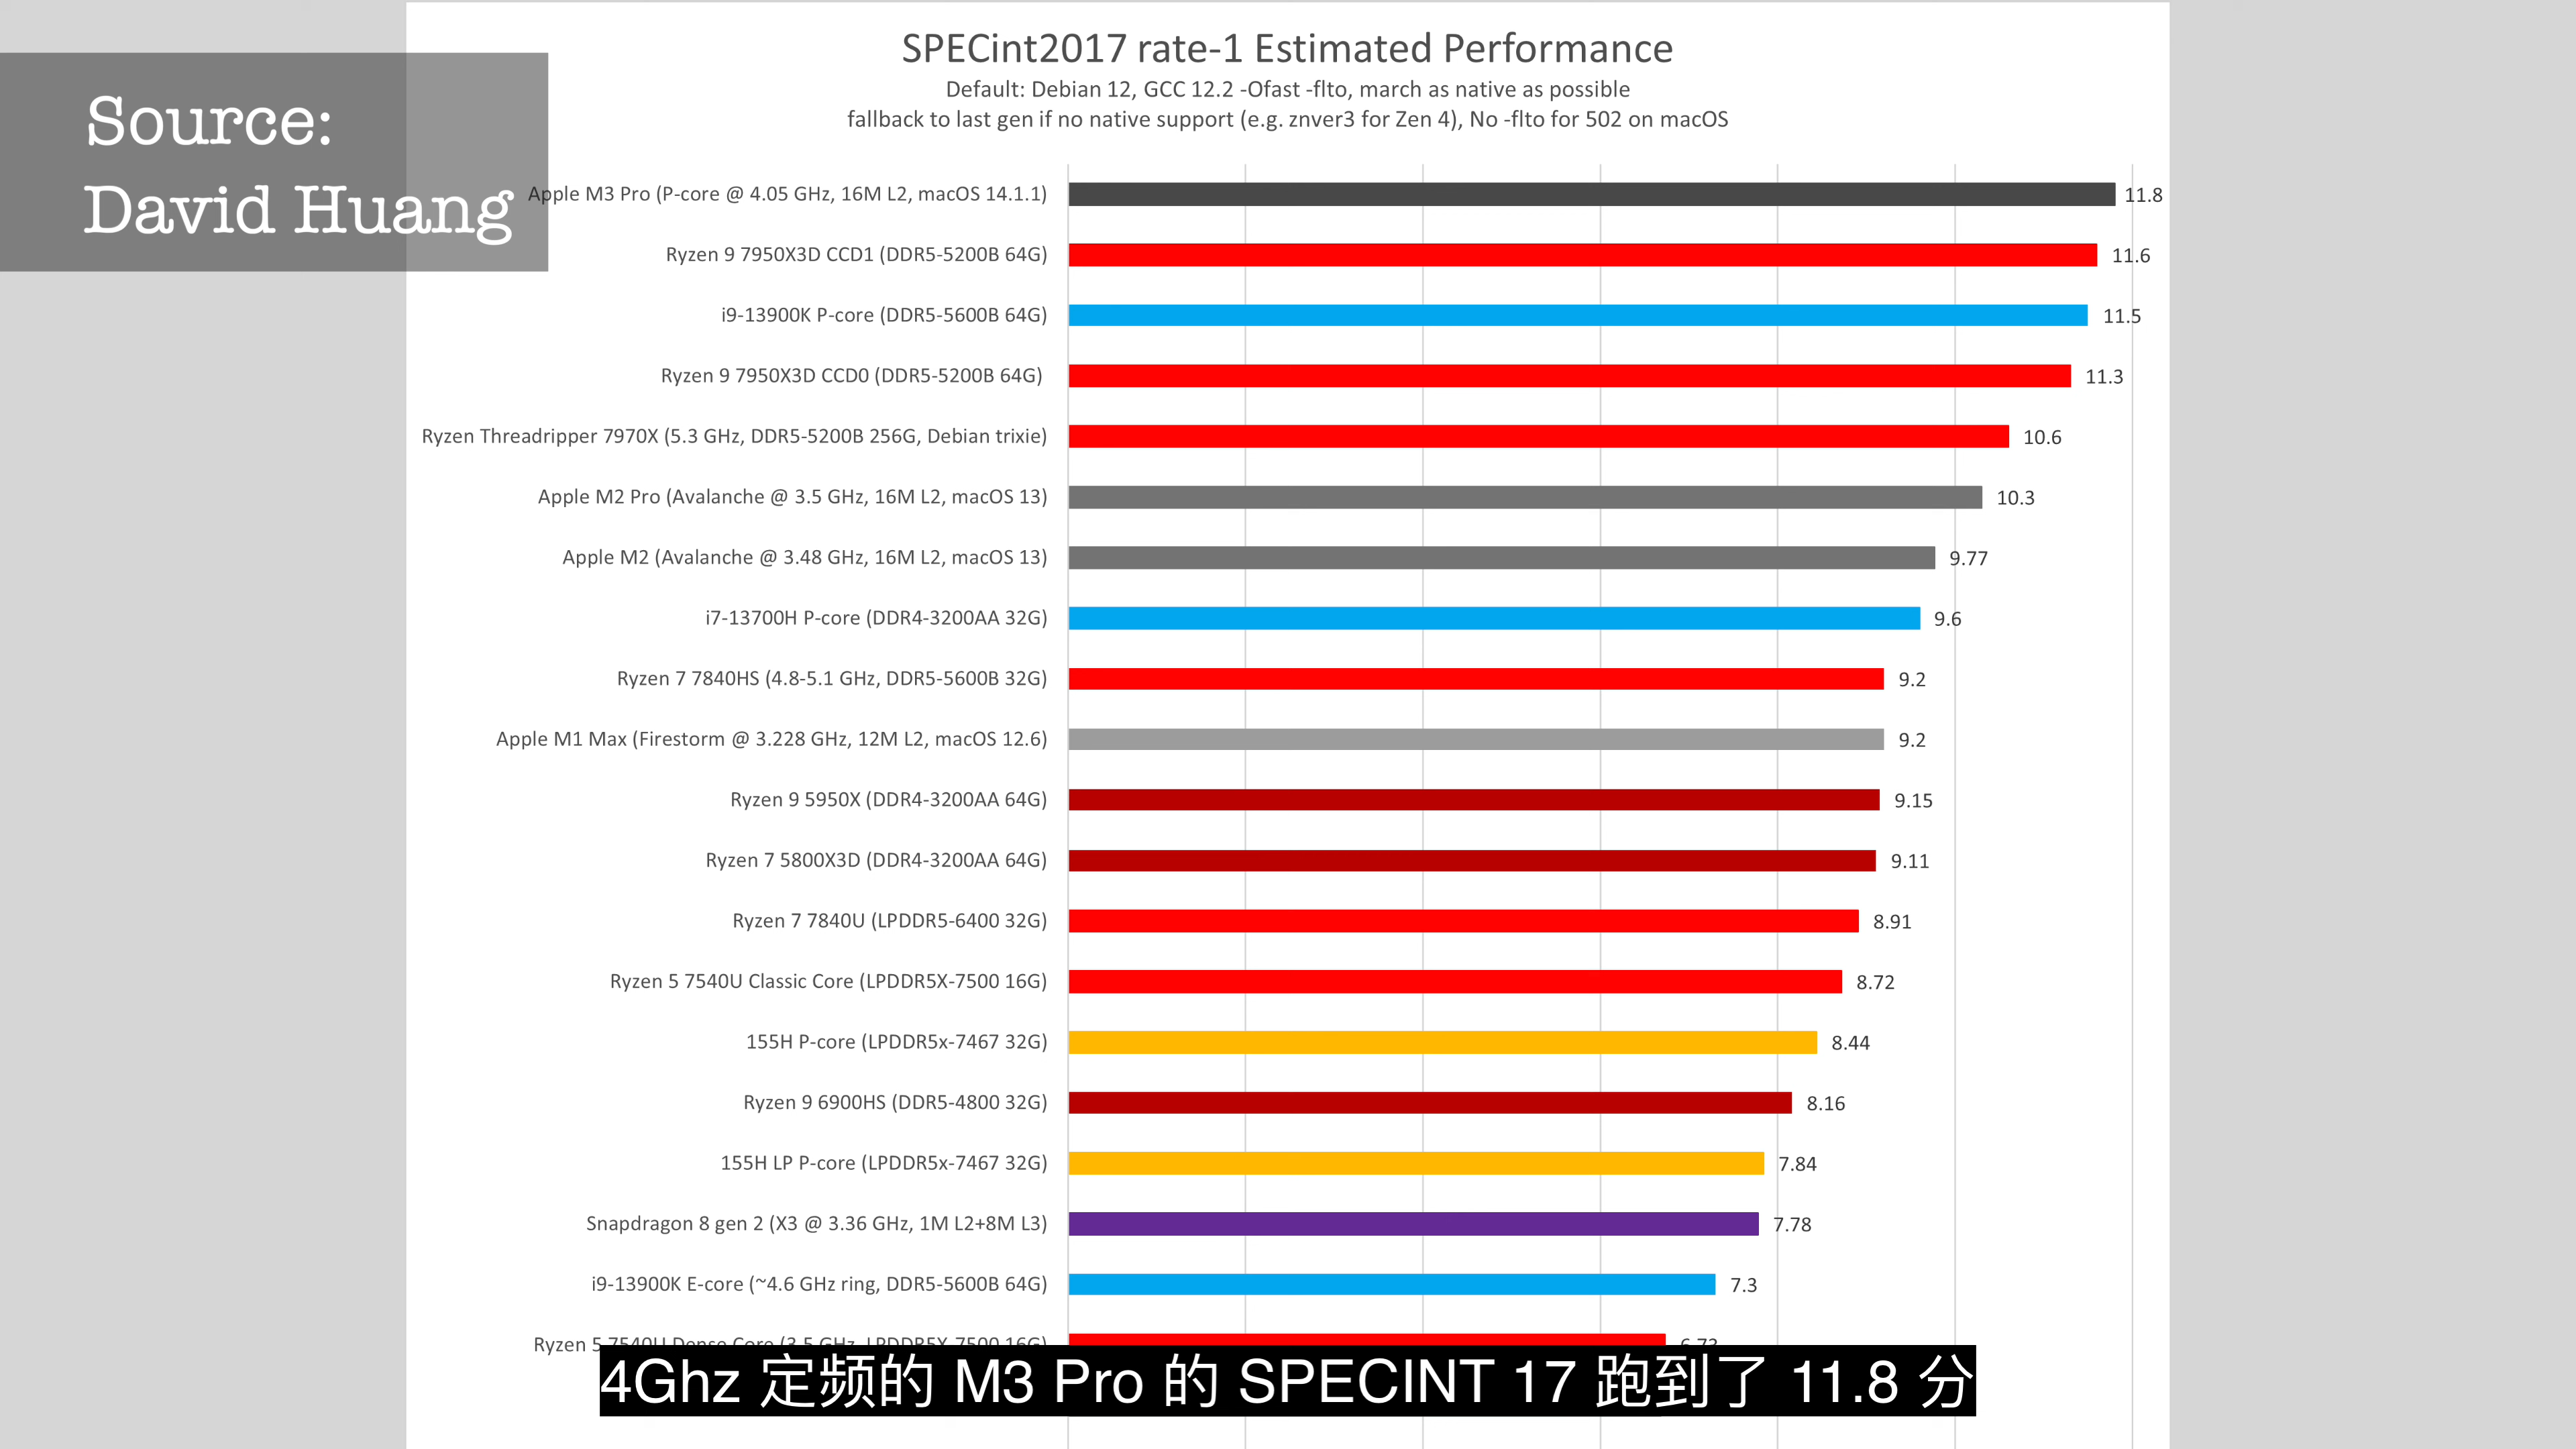 SPECint2017 rate-1 Estimated Performance
Default: Debian 12, GCC 12.2 -Ofast -flto, march as native as possible
fallback to last gen if no native support (e.g. znver3 for Zen 4), No -flto for 502 on macOS
Source:
David Huang
Apple M3 Pro (P-core @ 4.05 GHz, 16M L2, macOS 14.1.1) 11.8
Ryzen 9 7950X3D CCD1 (DDR5-5200B 64G) 11.6
i9-13900K P-core (DDR5-5600B 64G) 11.5
Ryzen 9 7950X3D CCD0 (DDR5-5200B 64G) 11.3
Ryzen Threadripper 7970X (5.3 GHz, DDR5-5200B 256G, Debian trixie) 10.6
Apple M2 Pro (Avalanche @ 3.5 GHz, 16M L2, macOS 13) 10.3
Apple M2 (Avalanche @ 3.48 GHz, 16M L2, macOS 13) 9.77
i7-13700H P-core (DDR4-3200AA 32G) 9.6
Ryzen 7 7840HS (4.8-5.1 GHz, DDR5-5600B 32G) 9.2
Apple M1 Max (Firestorm @ 3.228 GHz, 12M L2, macOS 12.6) 9.2
Ryzen 9 5950X (DDR4-3200AA 64G) 9.15
Ryzen 7 5800X3D (DDR4-3200AA 64G) 9.11
Ryzen 7 7840U (LPDDR5-6400 32G) 8.91
Ryzen 5 7540U Classic Core (LPDDR5X-7500 16G) 8.72
155H P-core (LPDDR5x-7467 32G) 8.44
Ryzen 9 6900HS (DDR5-4800 32G) 8.16
155H LP P-core (LPDDR5x-7467 32G) 7.84
Snapdragon 8 gen 2 (X3 @ 3.36 GHz, 1M L2+8M L3) 7.78
i9-13900K E-core (~4.6 GHz ring, DDR5-5600B 64G) 7.3
Ryzen 5 7540U Dense Core (3.5 GHz, LPDDR5X-7500 16G)
4Ghz 定频的 M3 Pro 的 SPECINT 17 跑到了 11.8 分